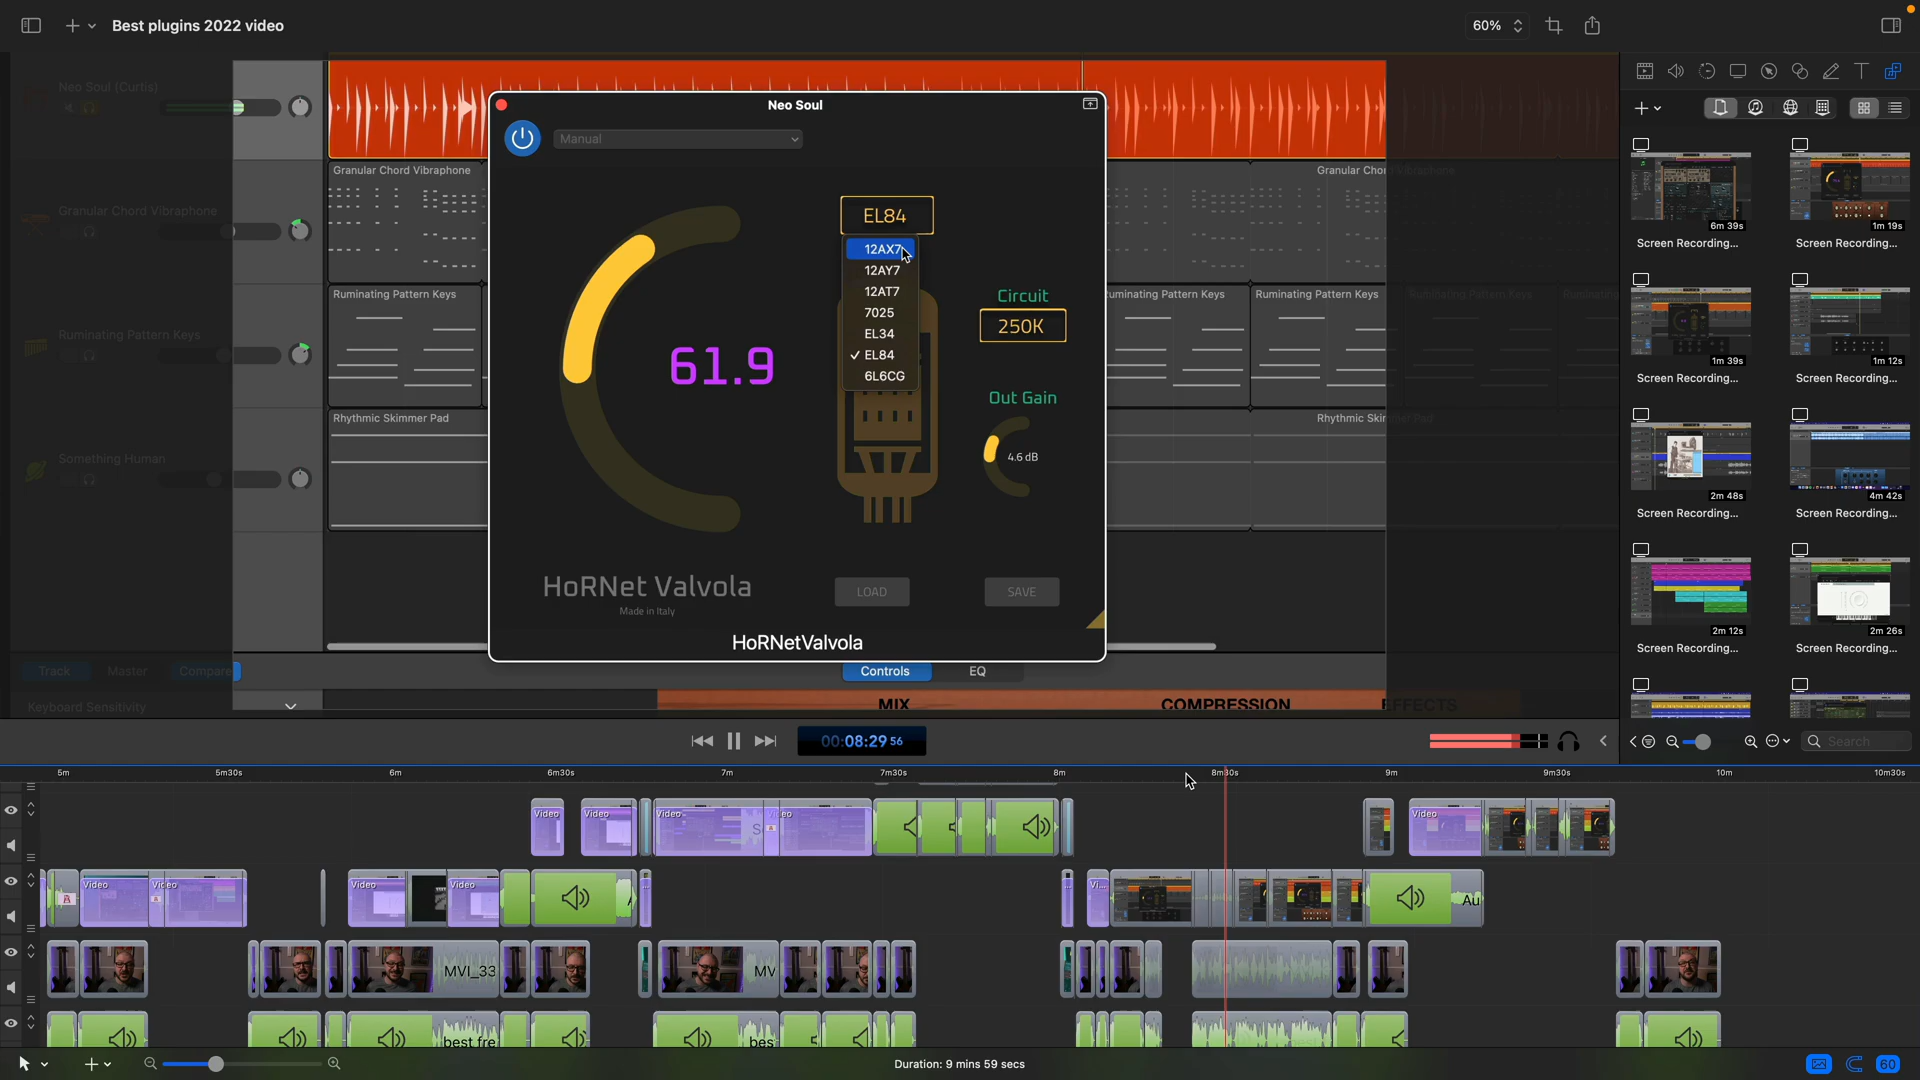 Best plugins 2022 video
60%
Neo Soul (Curtis)
Granular Chord Vibraphone
Ruminating Pattern Keys
Something Human
Granular Chord Vibraphone
Granular Chord Vibraphone
Ruminating Pattern Keys
Ruminating Pattern Keys
Ruminating Pattern Keys
Ruminating Pattern Keys
Rhythmic Skimmer Pad
Rhythmic Skimmer Pad
Neo Soul
Manual
EL84
12AX7
12AY7
12AT7
7025
EL34
✓ EL84
6L6CG
61.9
Circuit
250K
Out Gain
4.6 dB
HoRNet Valvola
Made in Italy
LOAD
SAVE
HoRNetValvola
Track
Master
Compare
Controls
EQ
Keyboard Sensitivity
MIX
COMPRESSION
EFFECTS
6m 39s
Screen Recording...
1m 19s
Screen Recording...
1m 39s
Screen Recording...
1m 12s
Screen Recording...
2m 48s
Screen Recording...
4m 42s
Screen Recording...
2m 12s
Screen Recording...
2m 26s
Screen Recording...
00:08:29 56
Search
5m
5m30s
6m
6m30s
7m
7m30s
8m
8m30s
9m
9m30s
10m
10m30s
Video
Video
Video
Video
Video
Video
Video
Video
Vi...
Au
MVI_33
MV
best fre
bes
Duration: 9 mins 59 secs
60